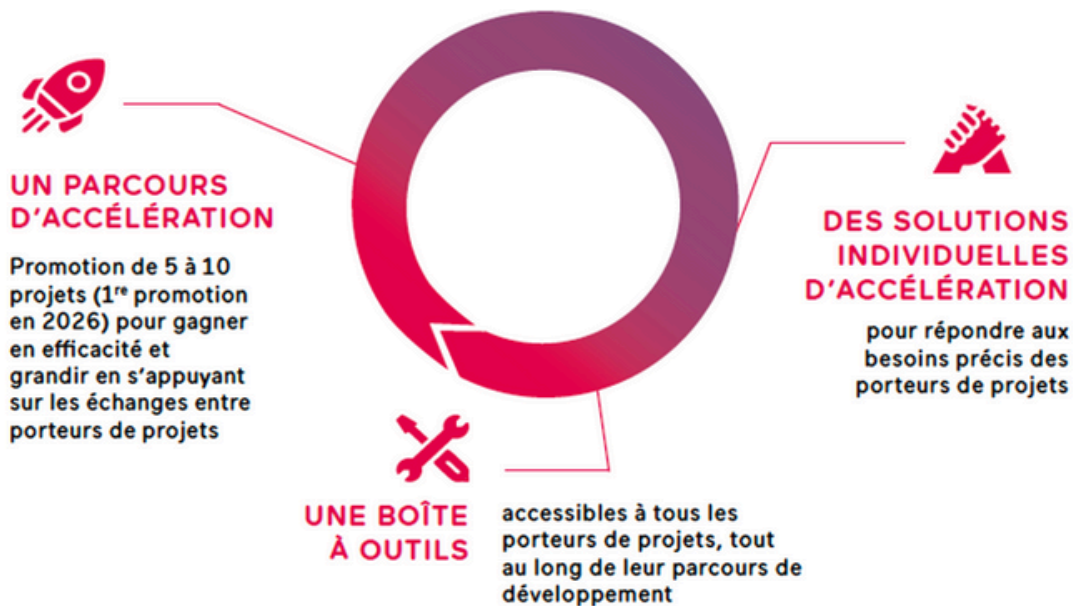 UN PARCOURS
D'ACCÉLÉRATION
Promotion de 5 à 10
projets (1re promotion
en 2026) pour gagner
en efficacité et
grandir en s'appuyant
sur les échanges entre
porteurs de projets
DES SOLUTIONS
INDIVIDUELLES
D'ACCÉLÉRATION
pour répondre aux
besoins précis des
porteurs de projets
UNE BOÎTE
À OUTILS
accessibles à tous les
porteurs de projets, tout
au long de leur parcours de
développement